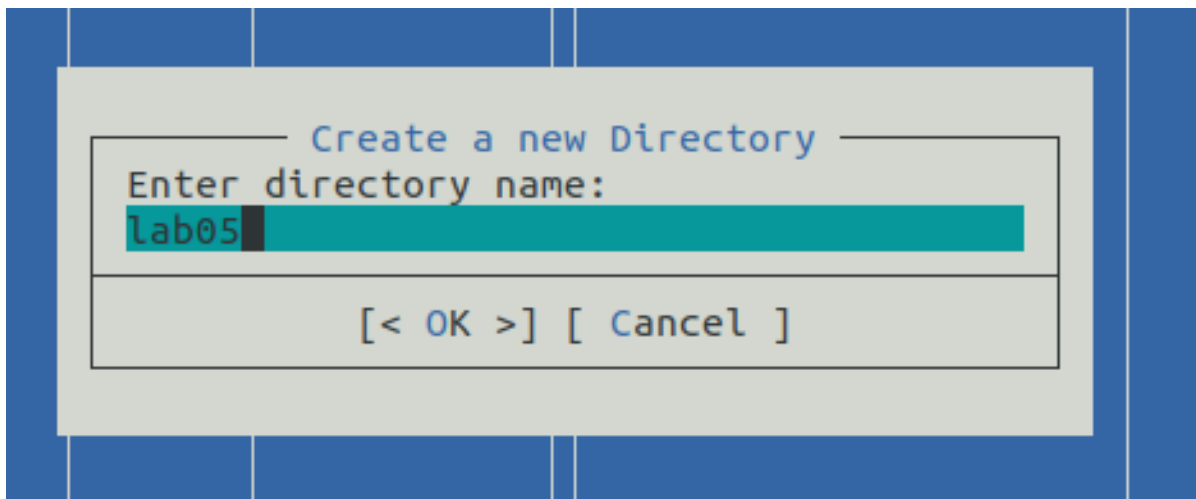 Create a new Directory
Enter directory name:
lab05
[< OK >] [ Cancel ]